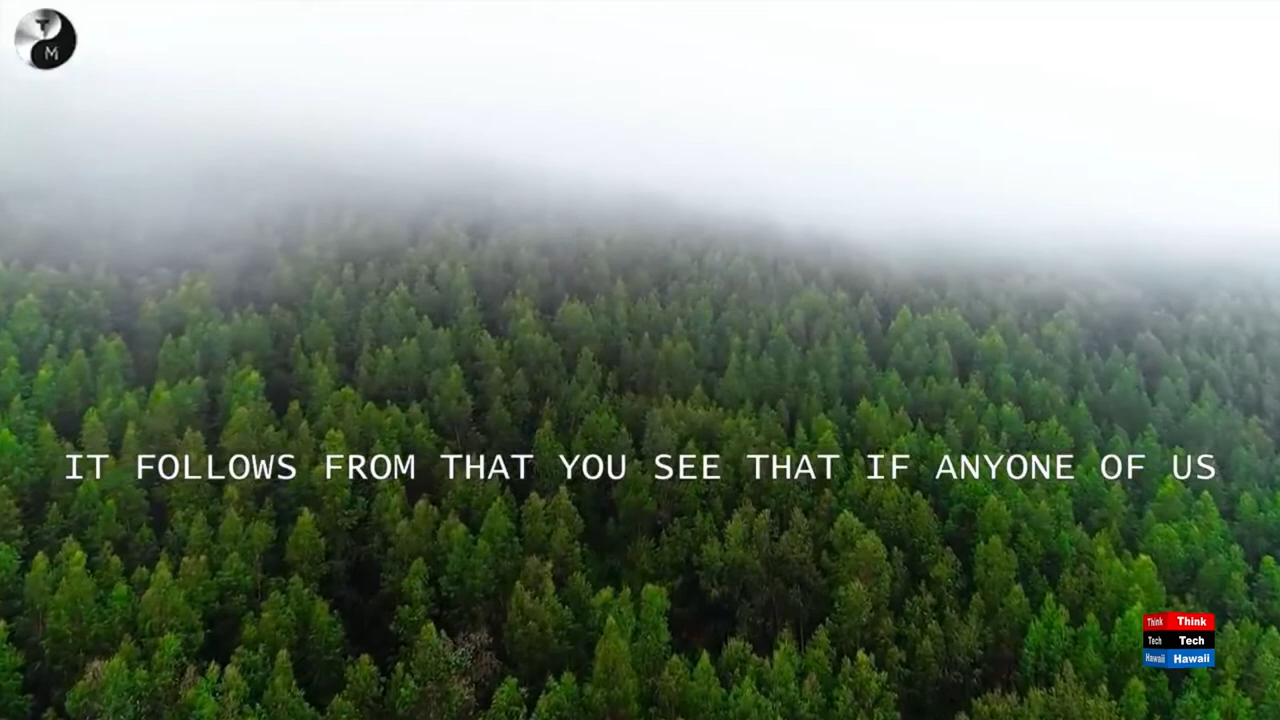 T
M
IT FOLLOWS FROM THAT YOU SEE THAT IF ANYONE OF US
Think Think
Tech Tech
Hawaii Hawaii